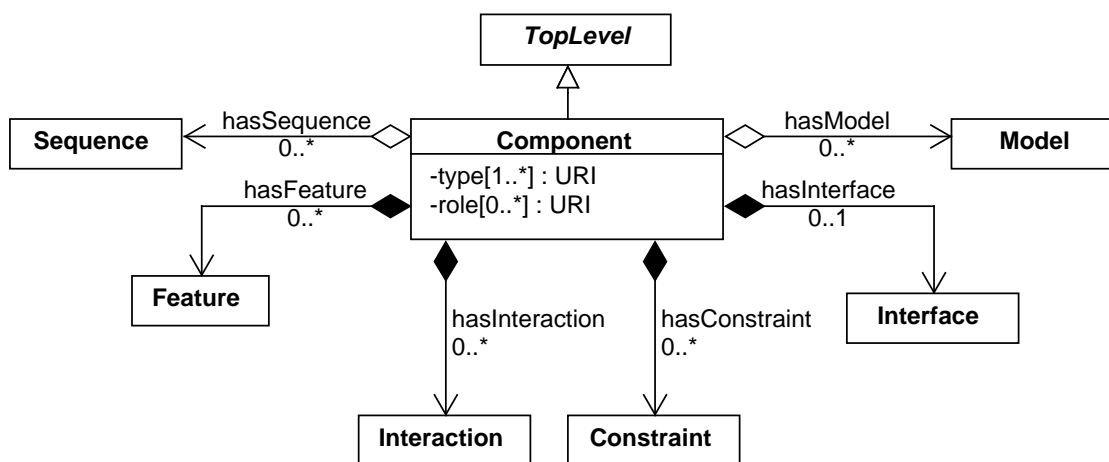 TopLevel
hasSequence
0..*
Component
hasModel
0..*
Sequence
Model
-type[1..*] : URI
-role[0..*] : URI
hasFeature
0..*
hasInterface
0..1
Feature
Interface
hasInteraction
0..*
hasConstraint
0..*
Interaction
Constraint